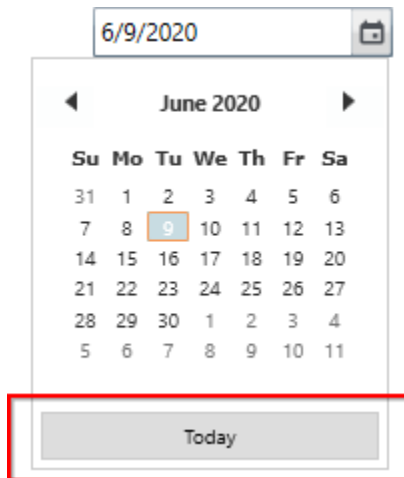 6/9/2020
June 2020
Su Mo Tu We Th Fr Sa
31 1 2 3 4 5 6
7 8 9 10 11 12 13
14 15 16 17 18 19 20
21 22 23 24 25 26 27
28 29 30 1 2 3 4
5 6 7 8 9 10 11
Today